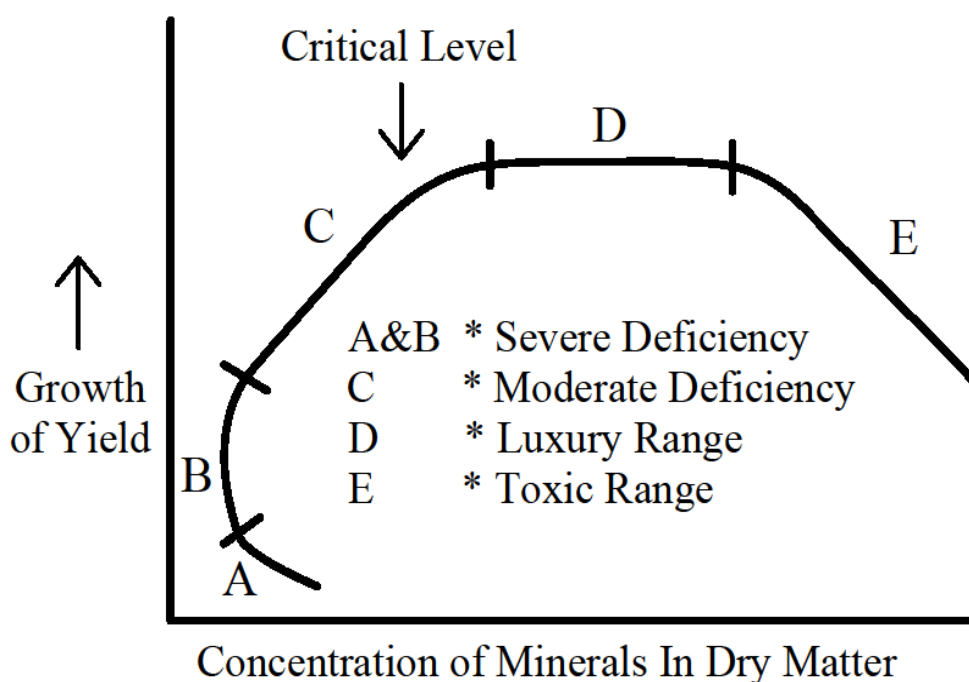 Critical Level
D
C
E
A&B * Severe Deficiency
C * Moderate Deficiency
D * Luxury Range
E * Toxic Range
Growth
of Yield
B
A
Concentration of Minerals In Dry Matter